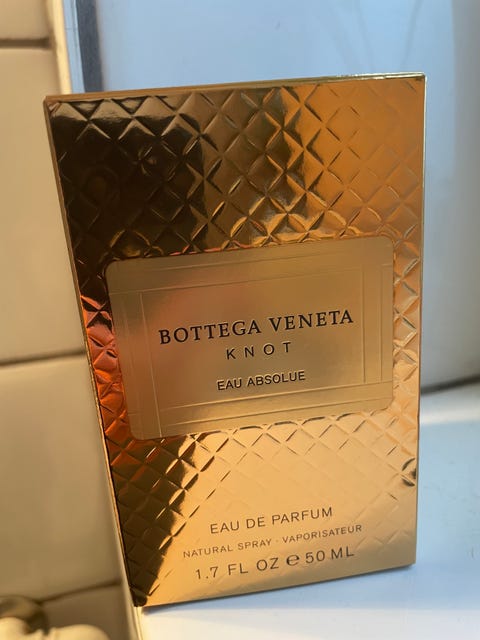 BOTTEGA VENETA
KNOT
EAU ABSOLUE
EAU DE PARFUM
NATURAL SPRAY · VAPORISATEUR
1.7 FL OZ ℮ 50 ML